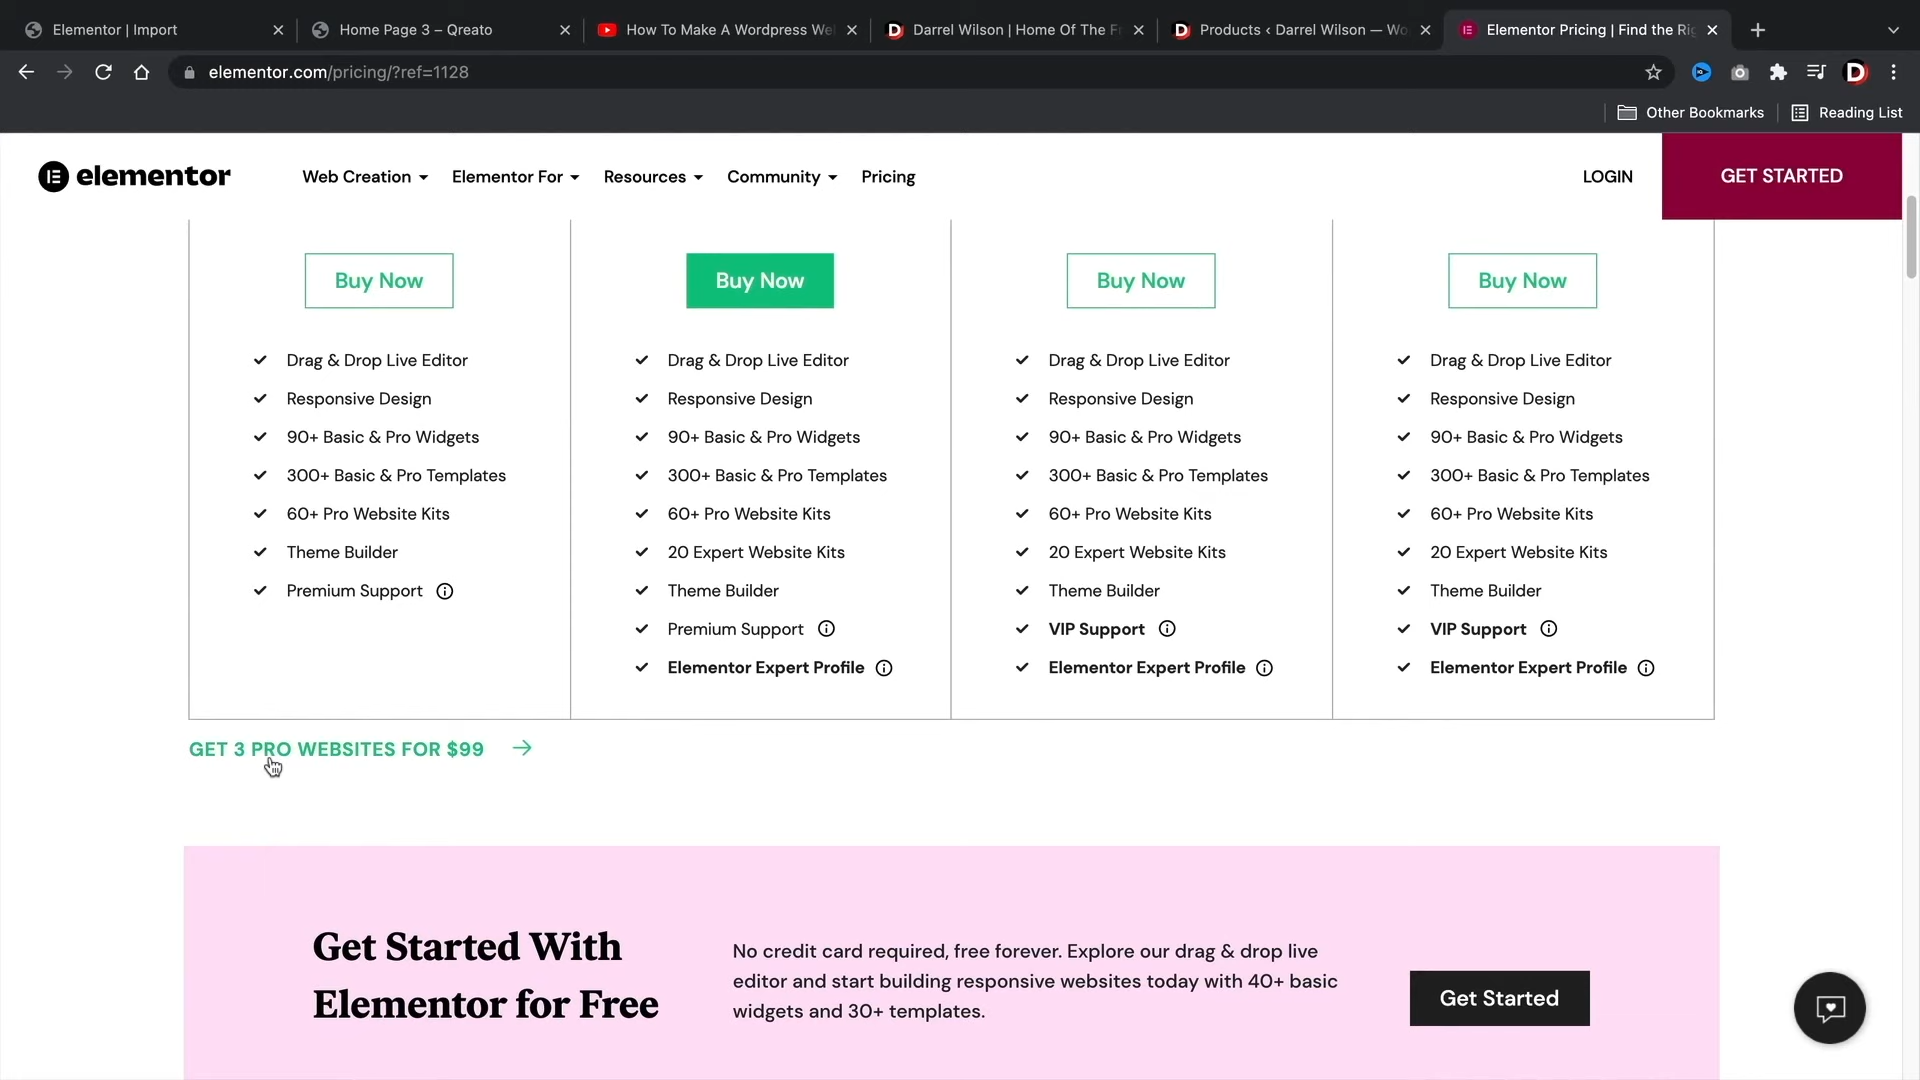 Elementor | Import
Home Page 3 – Qreato
How To Make A Wordpress We
Darrel Wilson | Home Of The F
Products ‹ Darrel Wilson — Wo
Elementor Pricing | Find the Rig
elementor.com/pricing/?ref=1128
Other Bookmarks
Reading List
elementor
Web Creation
Elementor For
Resources
Community
Pricing
LOGIN
GET STARTED
Buy Now
Drag & Drop Live Editor
Responsive Design
90+ Basic & Pro Widgets
300+ Basic & Pro Templates
60+ Pro Website Kits
Theme Builder
Premium Support
Buy Now
Drag & Drop Live Editor
Responsive Design
90+ Basic & Pro Widgets
300+ Basic & Pro Templates
60+ Pro Website Kits
20 Expert Website Kits
Theme Builder
Premium Support
Elementor Expert Profile
Buy Now
Drag & Drop Live Editor
Responsive Design
90+ Basic & Pro Widgets
300+ Basic & Pro Templates
60+ Pro Website Kits
20 Expert Website Kits
Theme Builder
VIP Support
Elementor Expert Profile
Buy Now
Drag & Drop Live Editor
Responsive Design
90+ Basic & Pro Widgets
300+ Basic & Pro Templates
60+ Pro Website Kits
20 Expert Website Kits
Theme Builder
VIP Support
Elementor Expert Profile
GET 3 PRO WEBSITES FOR $99
Get Started With
Elementor for Free
No credit card required, free forever. Explore our drag & drop live
editor and start building responsive websites today with 40+ basic
widgets and 30+ templates.
Get Started